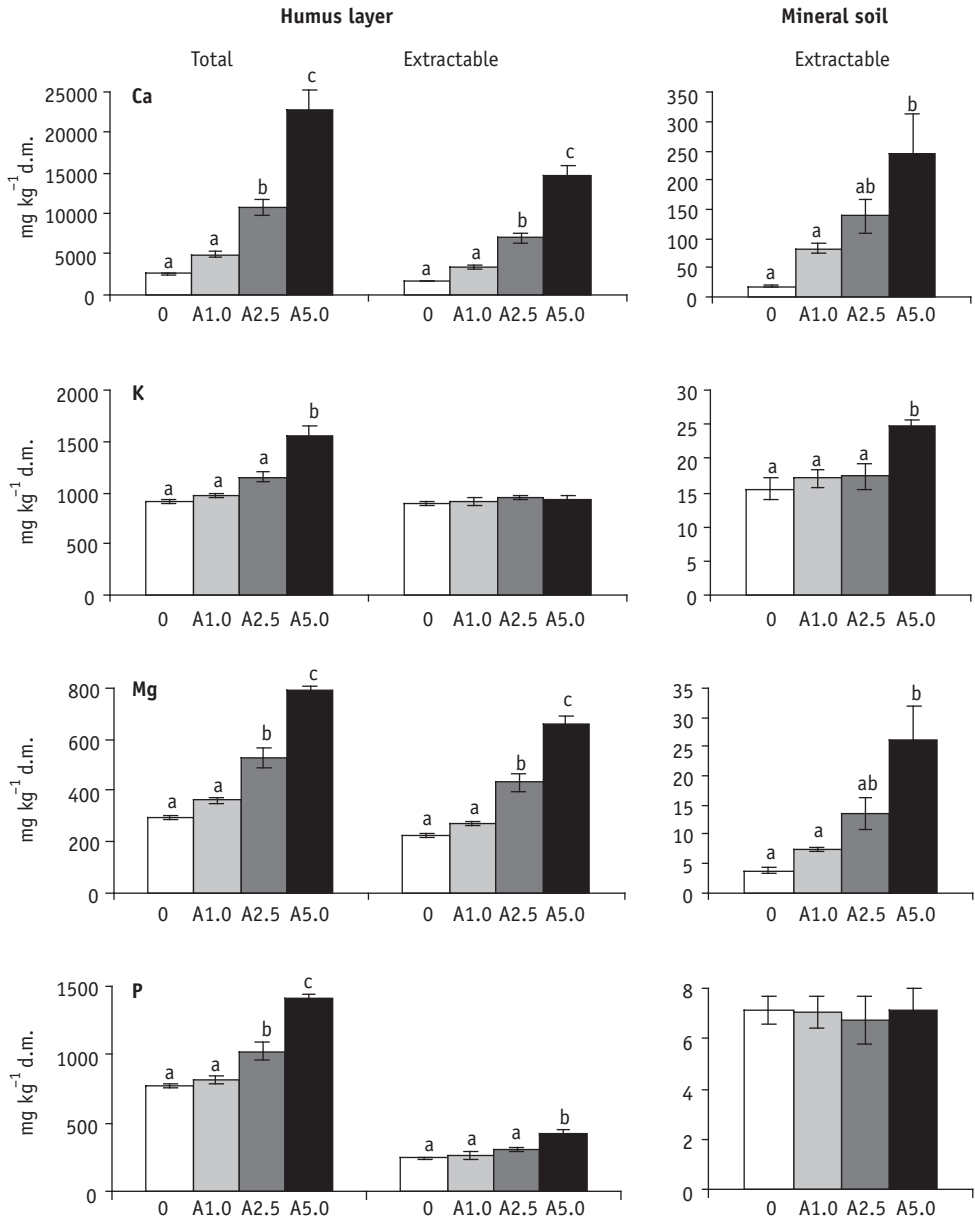 Humus layer Mineral soil
Total Extractable Extractable
Ca
mg kg⁻¹ d.m.
25000
20000
15000
10000
5000
0
a a b c
a a b c
0 A1.0 A2.5 A5.0 0 A1.0 A2.5 A5.0
350
300
250
200
150
100
50
0
a a ab b
0 A1.0 A2.5 A5.0
K
mg kg⁻¹ d.m.
2000
1500
1000
500
0
a a a b
0 A1.0 A2.5 A5.0 0 A1.0 A2.5 A5.0
30
25
20
15
10
5
0
a a a b
0 A1.0 A2.5 A5.0
Mg
mg kg⁻¹ d.m.
800
600
400
200
0
a a b c
a a b c
0 A1.0 A2.5 A5.0 0 A1.0 A2.5 A5.0
35
30
25
20
15
10
5
0
a a ab b
0 A1.0 A2.5 A5.0
P
mg kg⁻¹ d.m.
1500
1000
500
0
a a b c
a a a b
0 A1.0 A2.5 A5.0 0 A1.0 A2.5 A5.0
8
6
4
2
0
0 A1.0 A2.5 A5.0